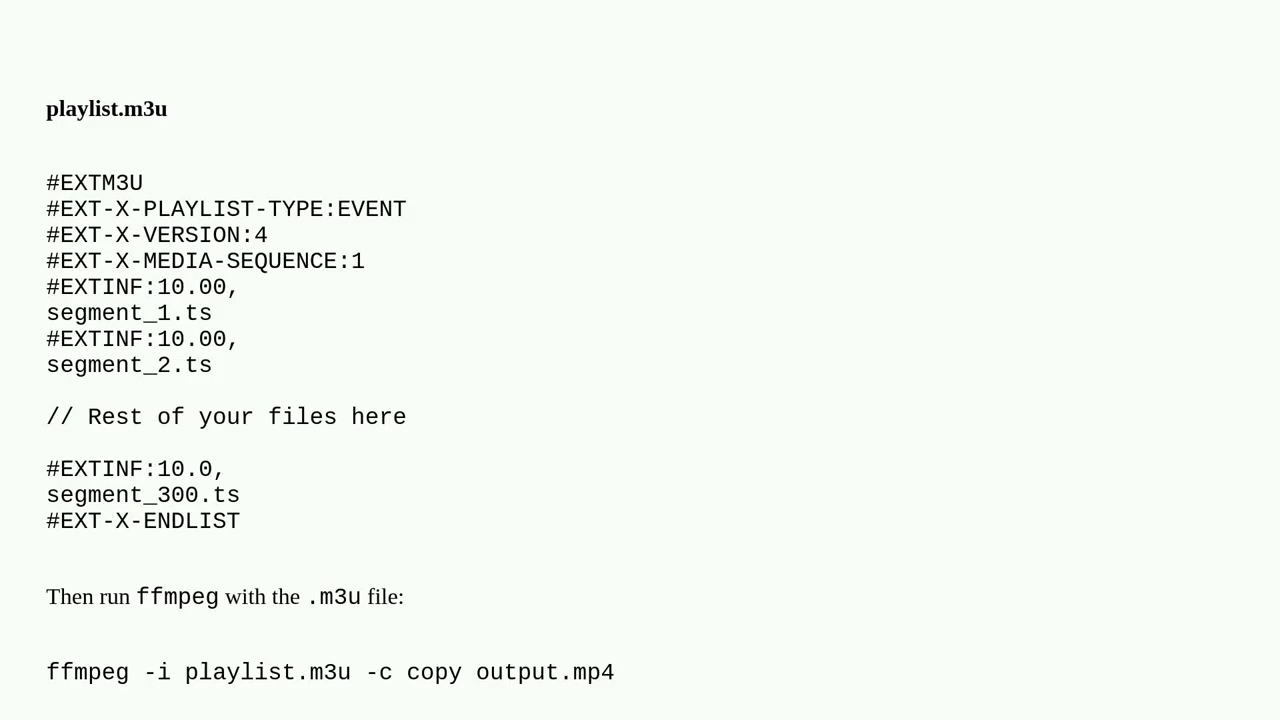 playlist.m3u
#EXTM3U
#EXT-X-PLAYLIST-TYPE:EVENT
#EXT-X-VERSION:4
#EXT-X-MEDIA-SEQUENCE:1
#EXTINF:10.00,
segment_1.ts
#EXTINF:10.00,
segment_2.ts
// Rest of your files here
#EXTINF:10.0,
segment_300.ts
#EXT-X-ENDLIST
Then run ffmpeg with the .m3u file:
ffmpeg -i playlist.m3u -c copy output.mp4